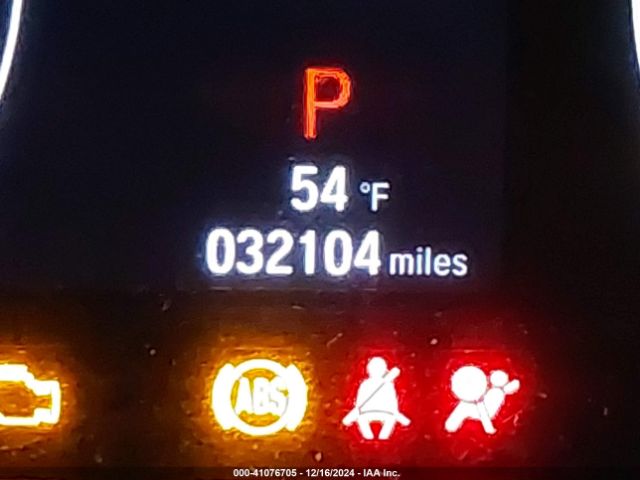 P
54 °F
032104 miles
ABS
000-41076705 - 12/16/2024 - IAA Inc.